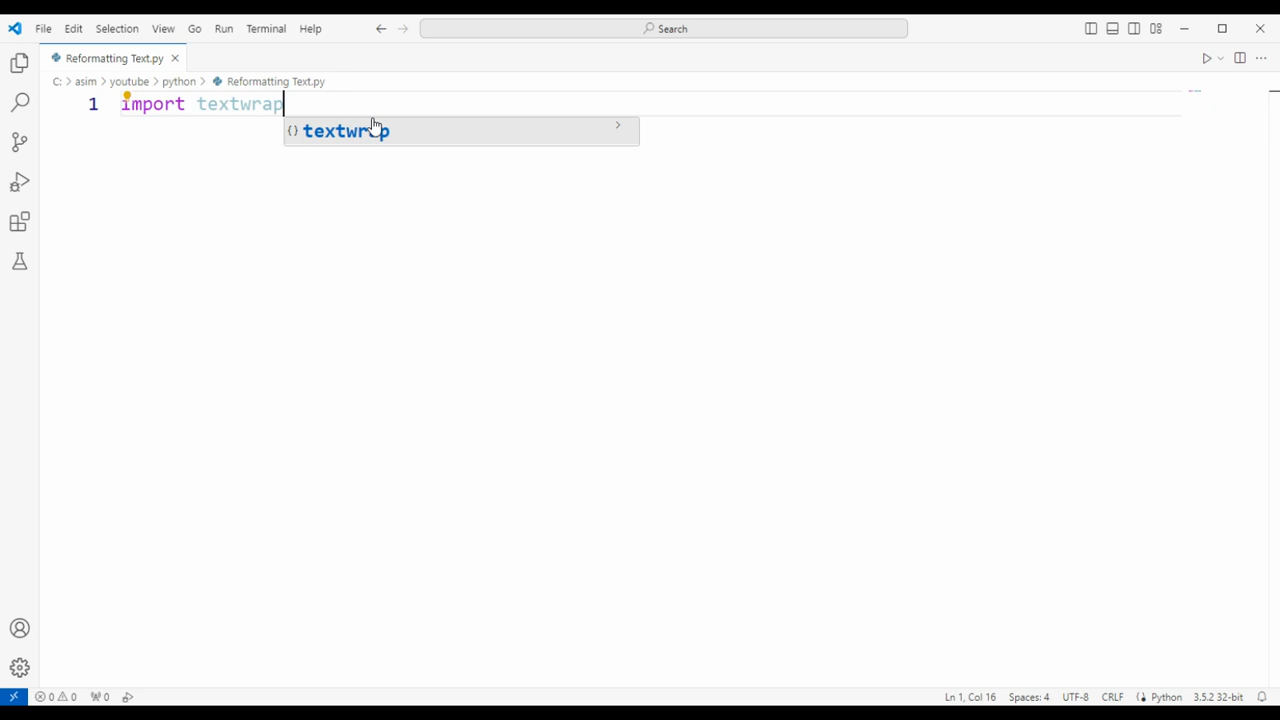 File Edit Selection View Go Run Terminal Help Search
Reformatting Text.py
C: > asim > youtube > python > Reformatting Text.py
1 import textwrap
{} textwrap >
0 0 0 Ln 1, Col 16 Spaces: 4 UTF-8 CRLF Python 3.5.2 32-bit